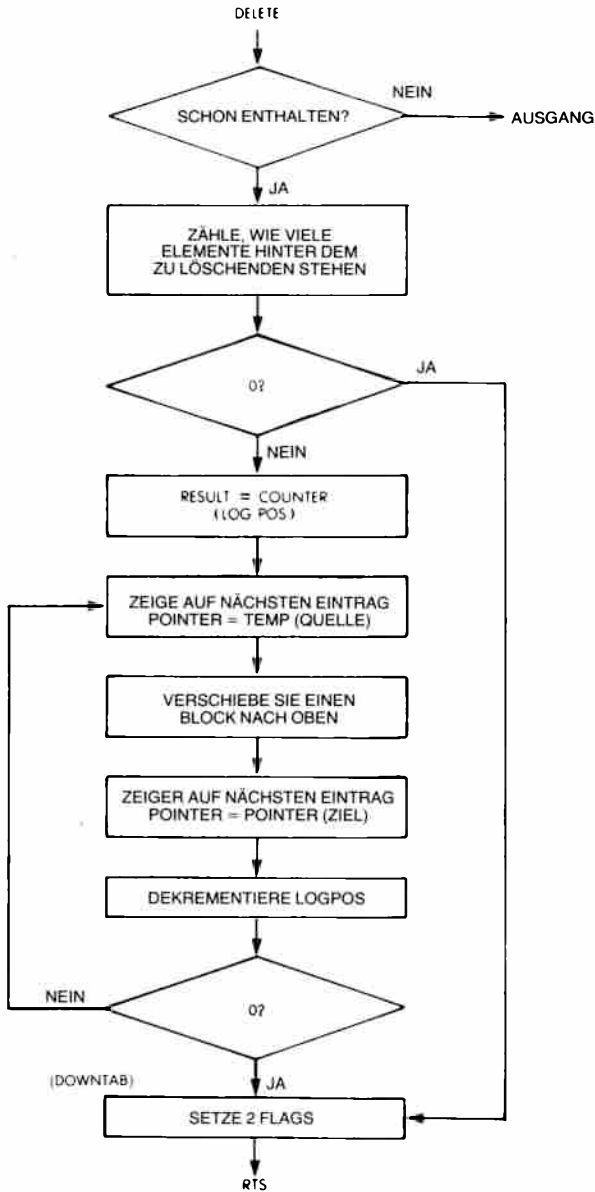 DELETE
SCHON ENTHALTEN?
NEIN
AUSGANG
JA
ZÄHLE, WIE VIELE
ELEMENTE HINTER DEM
ZU LÖSCHENDEN STEHEN
0?
JA
NEIN
RESULT = COUNTER
(LOG POS)
ZEIGE AUF NÄCHSTEN EINTRAG
POINTER = TEMP (QUELLE)
VERSCHIEBE SIE EINEN
BLOCK NACH OBEN
ZEIGER AUF NÄCHSTEN EINTRAG
POINTER = POINTER (ZIEL)
DEKREMENTIERE LOGPOS
NEIN
0?
(DOWNTAB)
JA
SETZE 2 FLAGS
RTS